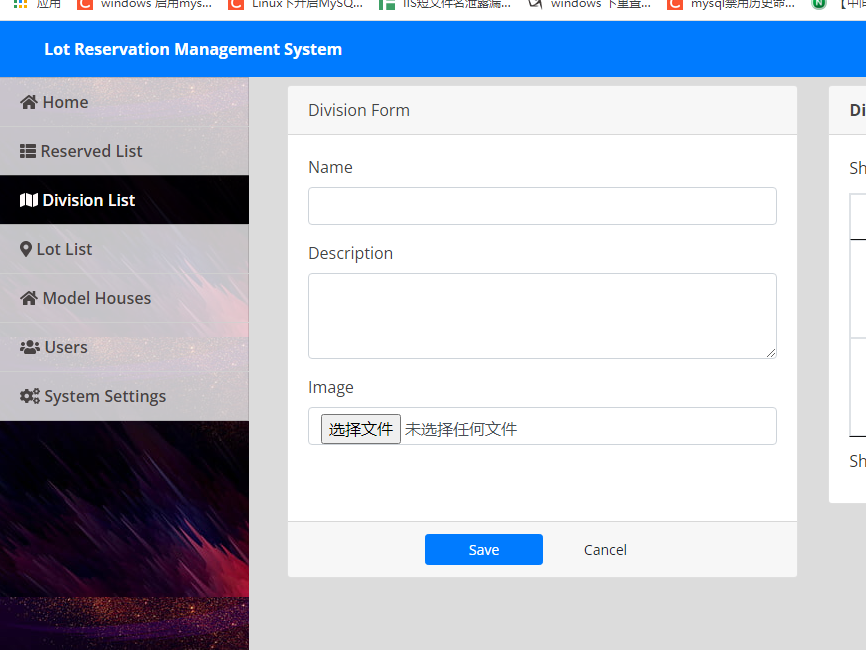 应用 windows 启用mys... Linux下开启MySQ... IIS短文件名泄露漏... windows 下重置... mysql禁用历史命...
Lot Reservation Management System
Home
Reserved List
Division List
Lot List
Model Houses
Users
System Settings
Division Form
Name
Description
Image
选择文件 未选择任何文件
Save Cancel
Di
Sh
Sh